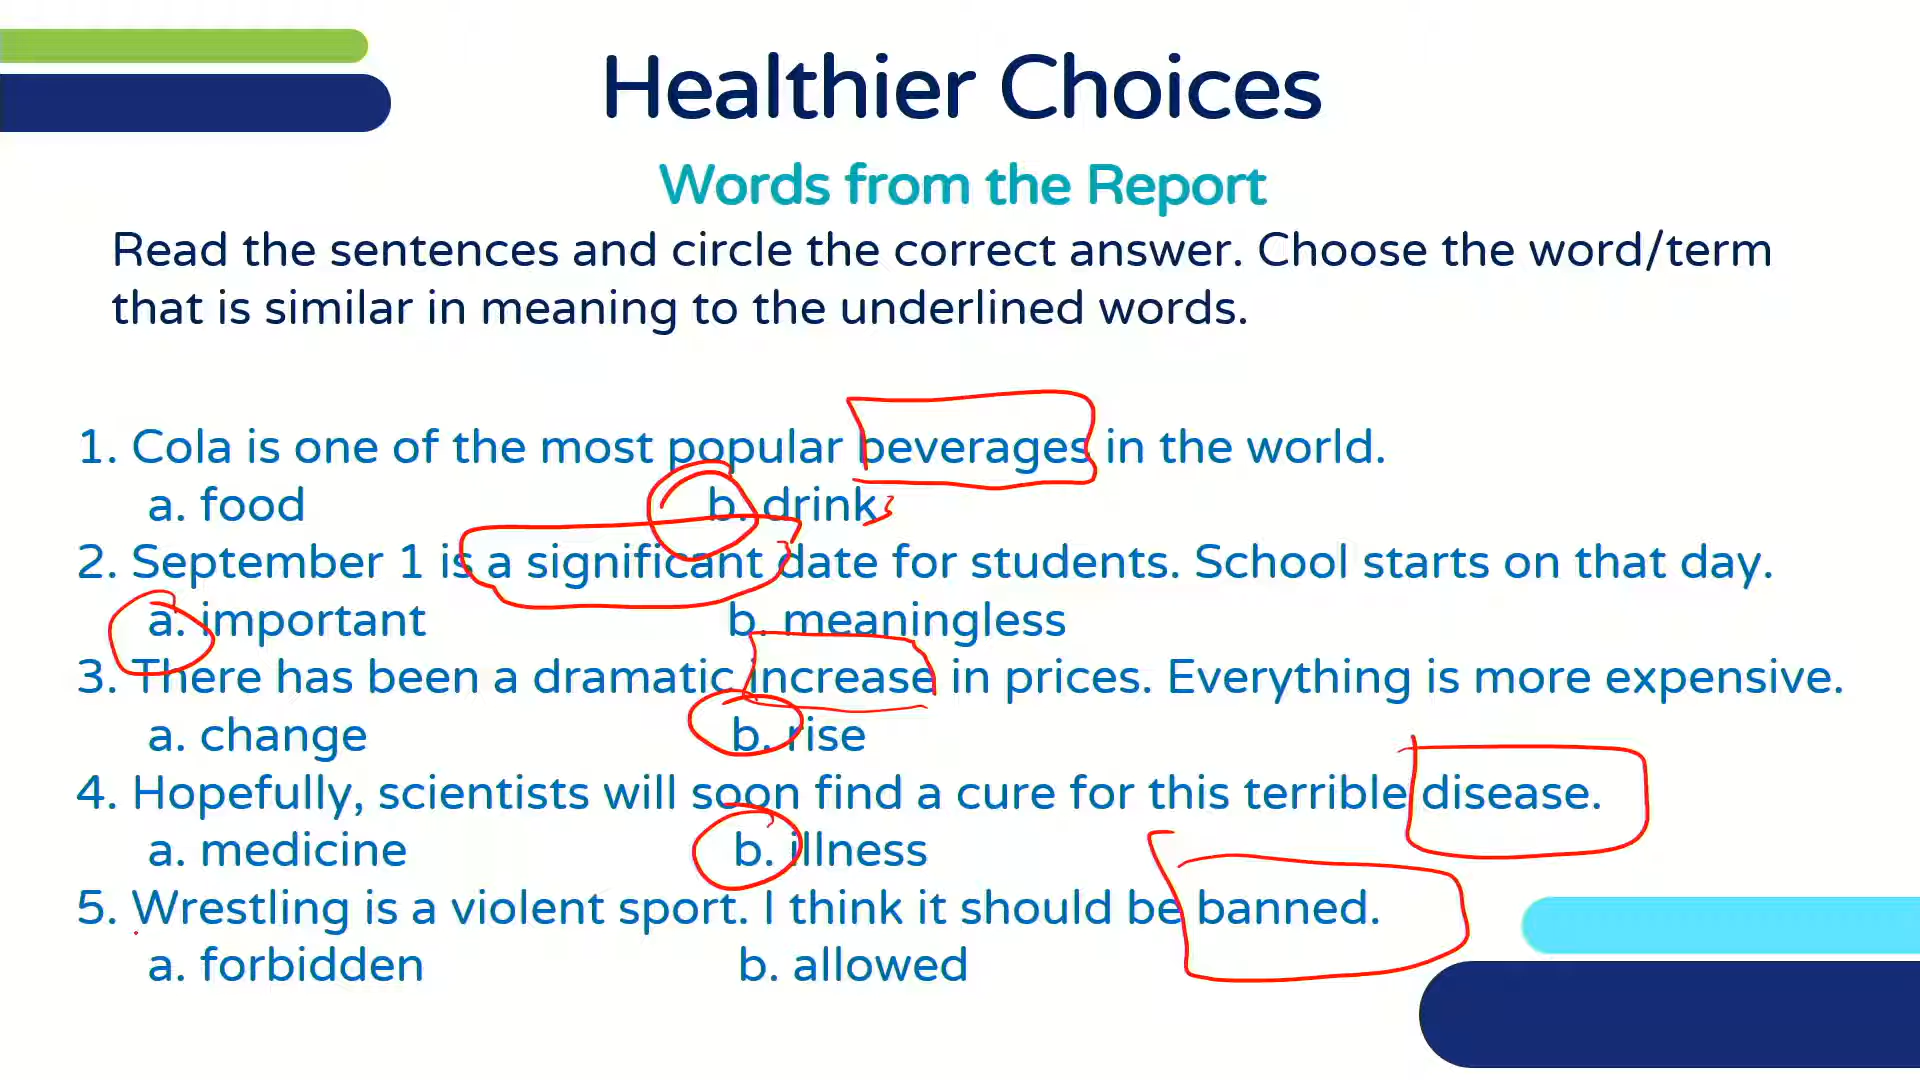 Healthier Choices
Words from the Report
Read the sentences and circle the correct answer. Choose the word/term
that is similar in meaning to the underlined words.
1. Cola is one of the most popular beverages in the world.
a. food b. drinks
2. September 1 is a significant date for students. School starts on that day.
a. important b. meaningless
3. There has been a dramatic increase in prices. Everything is more expensive.
a. change b. rise
4. Hopefully, scientists will soon find a cure for this terrible disease.
a. medicine b. illness
5. Wrestling is a violent sport. I think it should be banned.
a. forbidden b. allowed